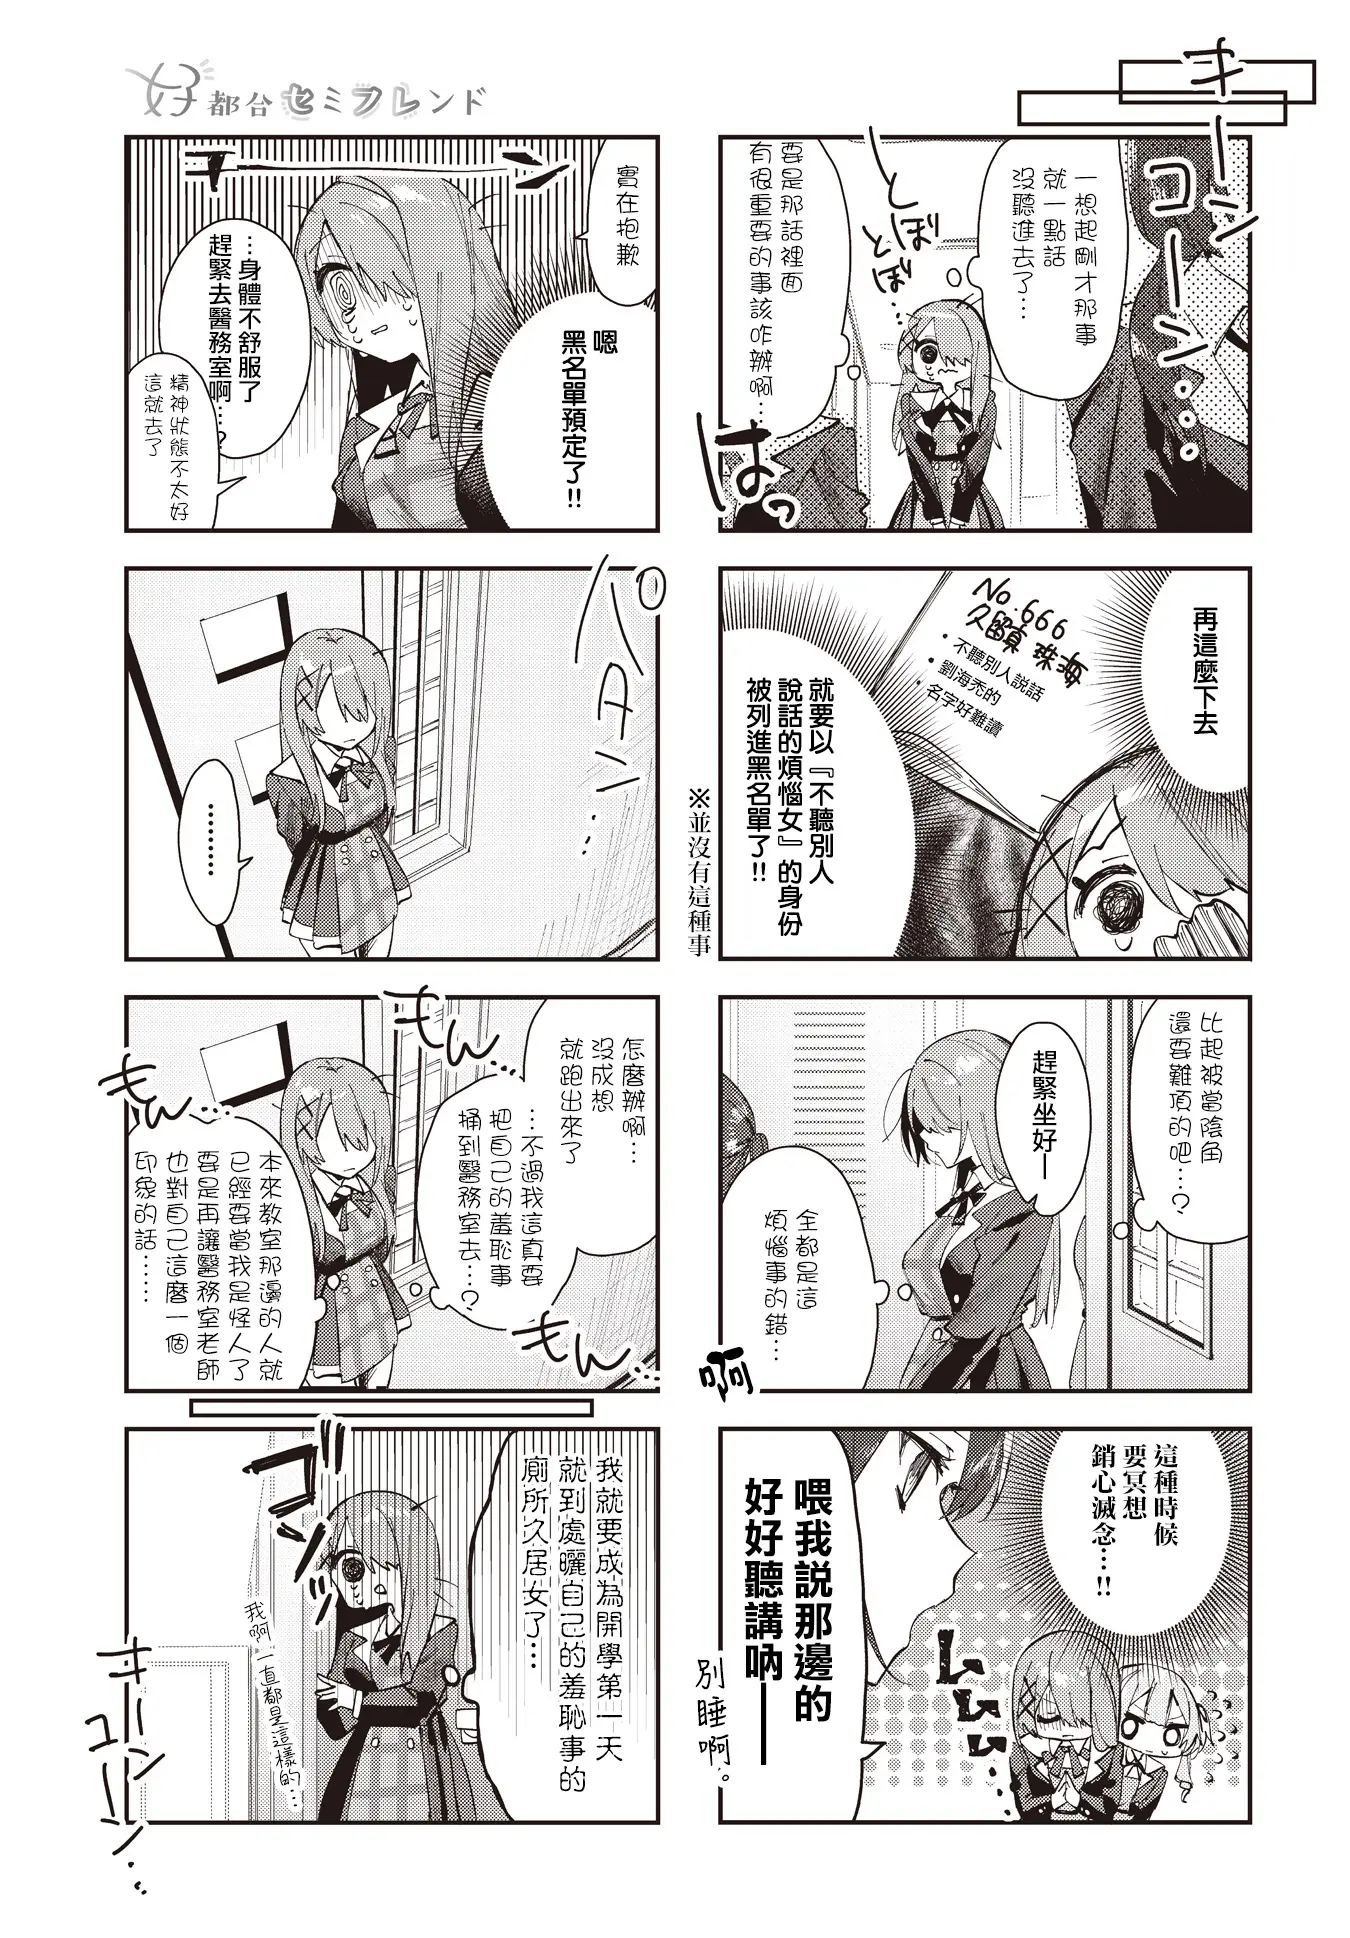 好都合セミフレンド
キーンコーン…
一想起剛才那事
就一點話
沒聽進去了…
要是那話裡面
有很重要的事該咋辦啊…
とぼ
とぼ…
はっ
再這麼下去
No.666
久留真 珠海
・不聽別人説話
・劉海禿的
・名字好難讀
就要以『不聽別人
說話的煩惱女』的身份
被列進黑名單了!!
※並沒有這種事
比起被當陰角
還要難頂的吧…?
趕緊坐好ー
全都是這
煩惱事的錯…
啊
這種時候
要冥想
銷心滅念…!!
喂我説那邊的
好好聽講吶——
別睡啊。
實在抱歉
嗯
黑名單預定了!!
…身體不舒服了
趕緊去醫務室啊…?
精神狀態不太好
這就去了
パタン…
………
怎麼辦啊…
沒成想
就跑出來了
…不過我這真要
把自己的羞恥事
捅到醫務室去…?
もん…
もん…
もん…
本來教室那邊的人就
已經要當我是怪人了
要是再讓醫務室老師
也對自己這麼一個
印象的話……
我就要成為開學第一天
就到處曬自己的羞恥事的
廁所久居女了…
我啊一直都是這樣的…
キーン
コーン…